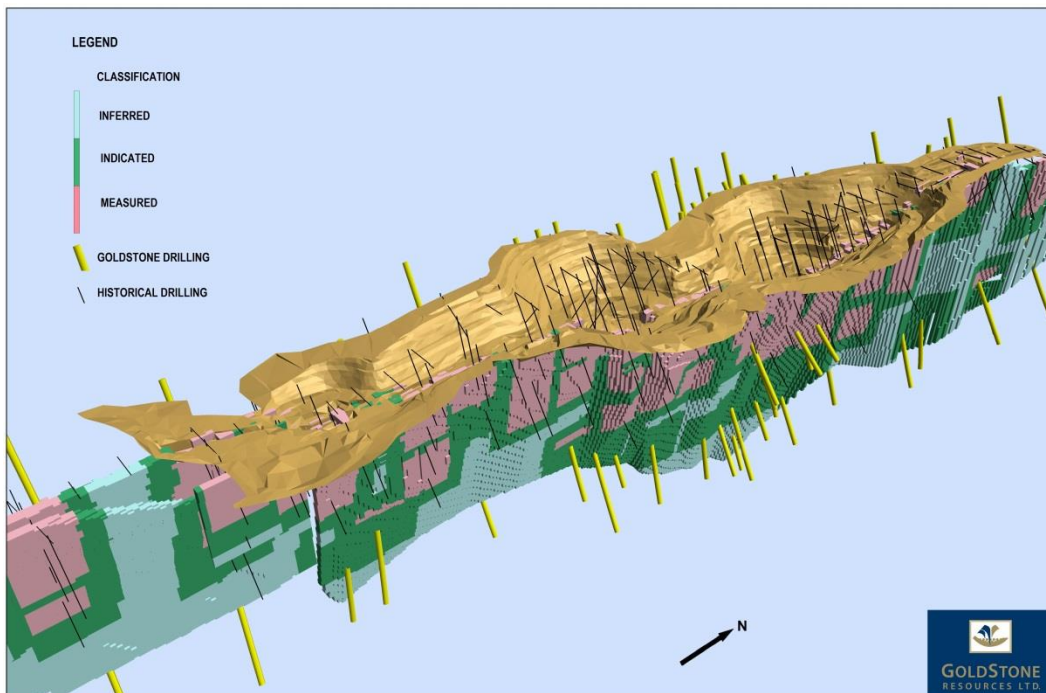 LEGEND
CLASSIFICATION
INFERRED
INDICATED
MEASURED
GOLDSTONE DRILLING
HISTORICAL DRILLING
N
GOLDSTONE
RESOURCES LTD.